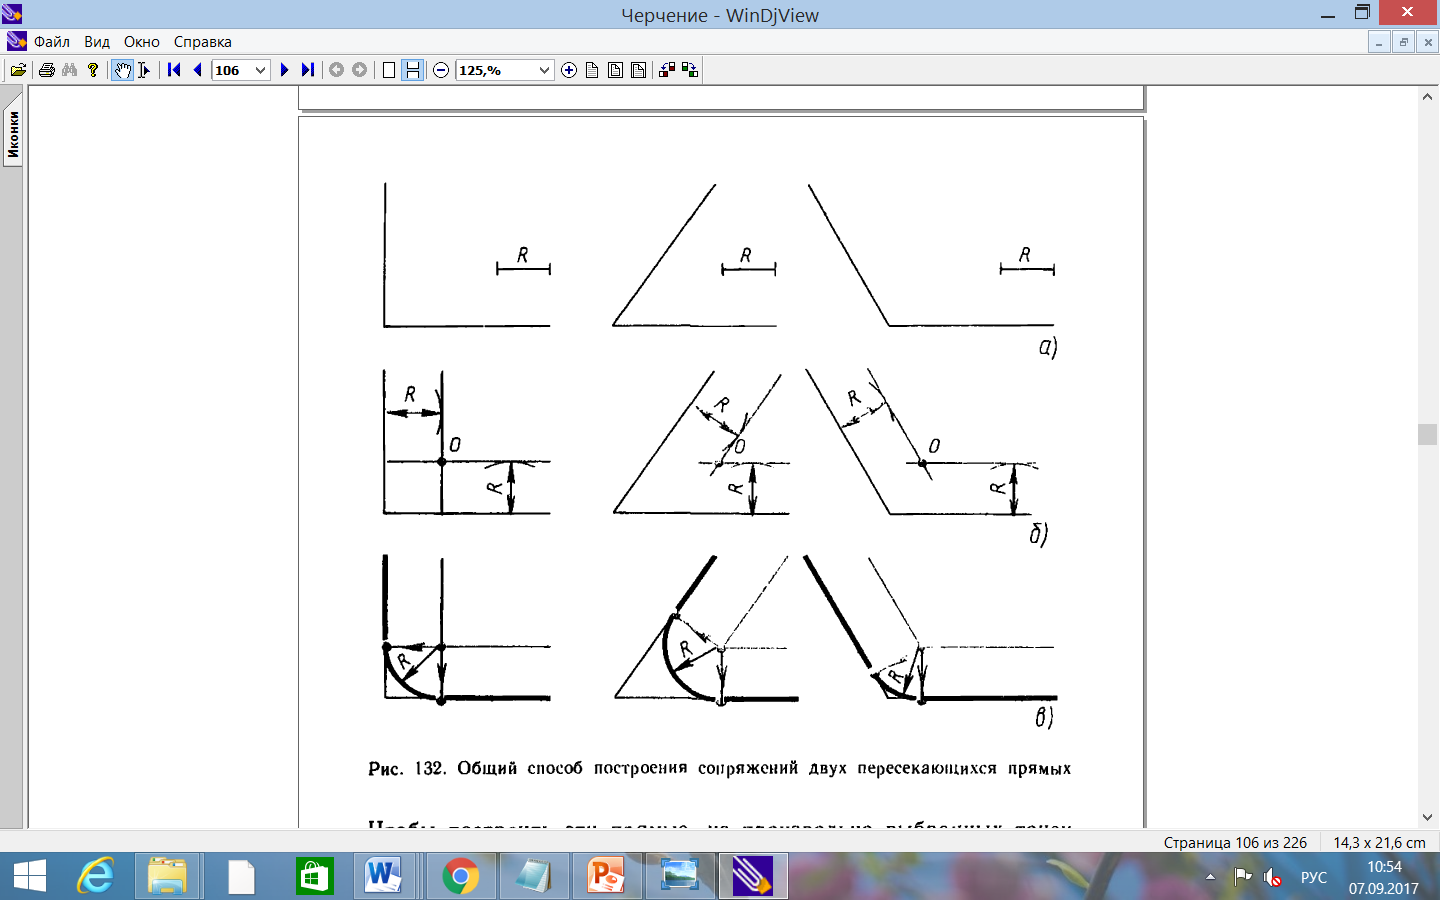 Черчение - WinDjView
Файл Вид Окно Справка
106 125,%
Иконки
R R R
а)
R R R
O O O
R R R
б)
R R R
в)
Рис. 132. Общий способ построения сопряжений двух пересекающихся прямых
Страница 106 из 226 14,3 x 21,6 cm
РУС 10:54
07.09.2017